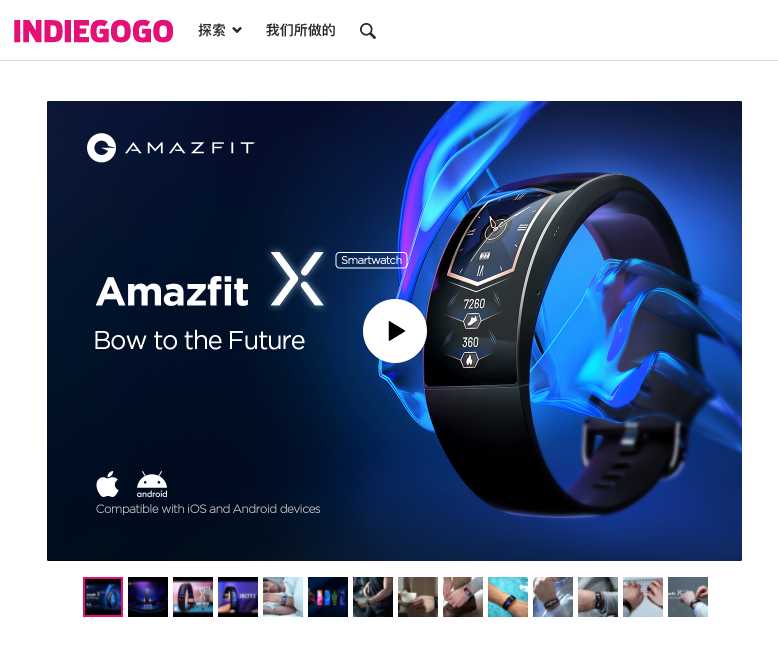 INDIEGOGO 探索 我们所做的
AMAZFIT
Amazfit X Smartwatch
Bow to the Future
22
7260
360
android
Compatible with iOS and Android devices